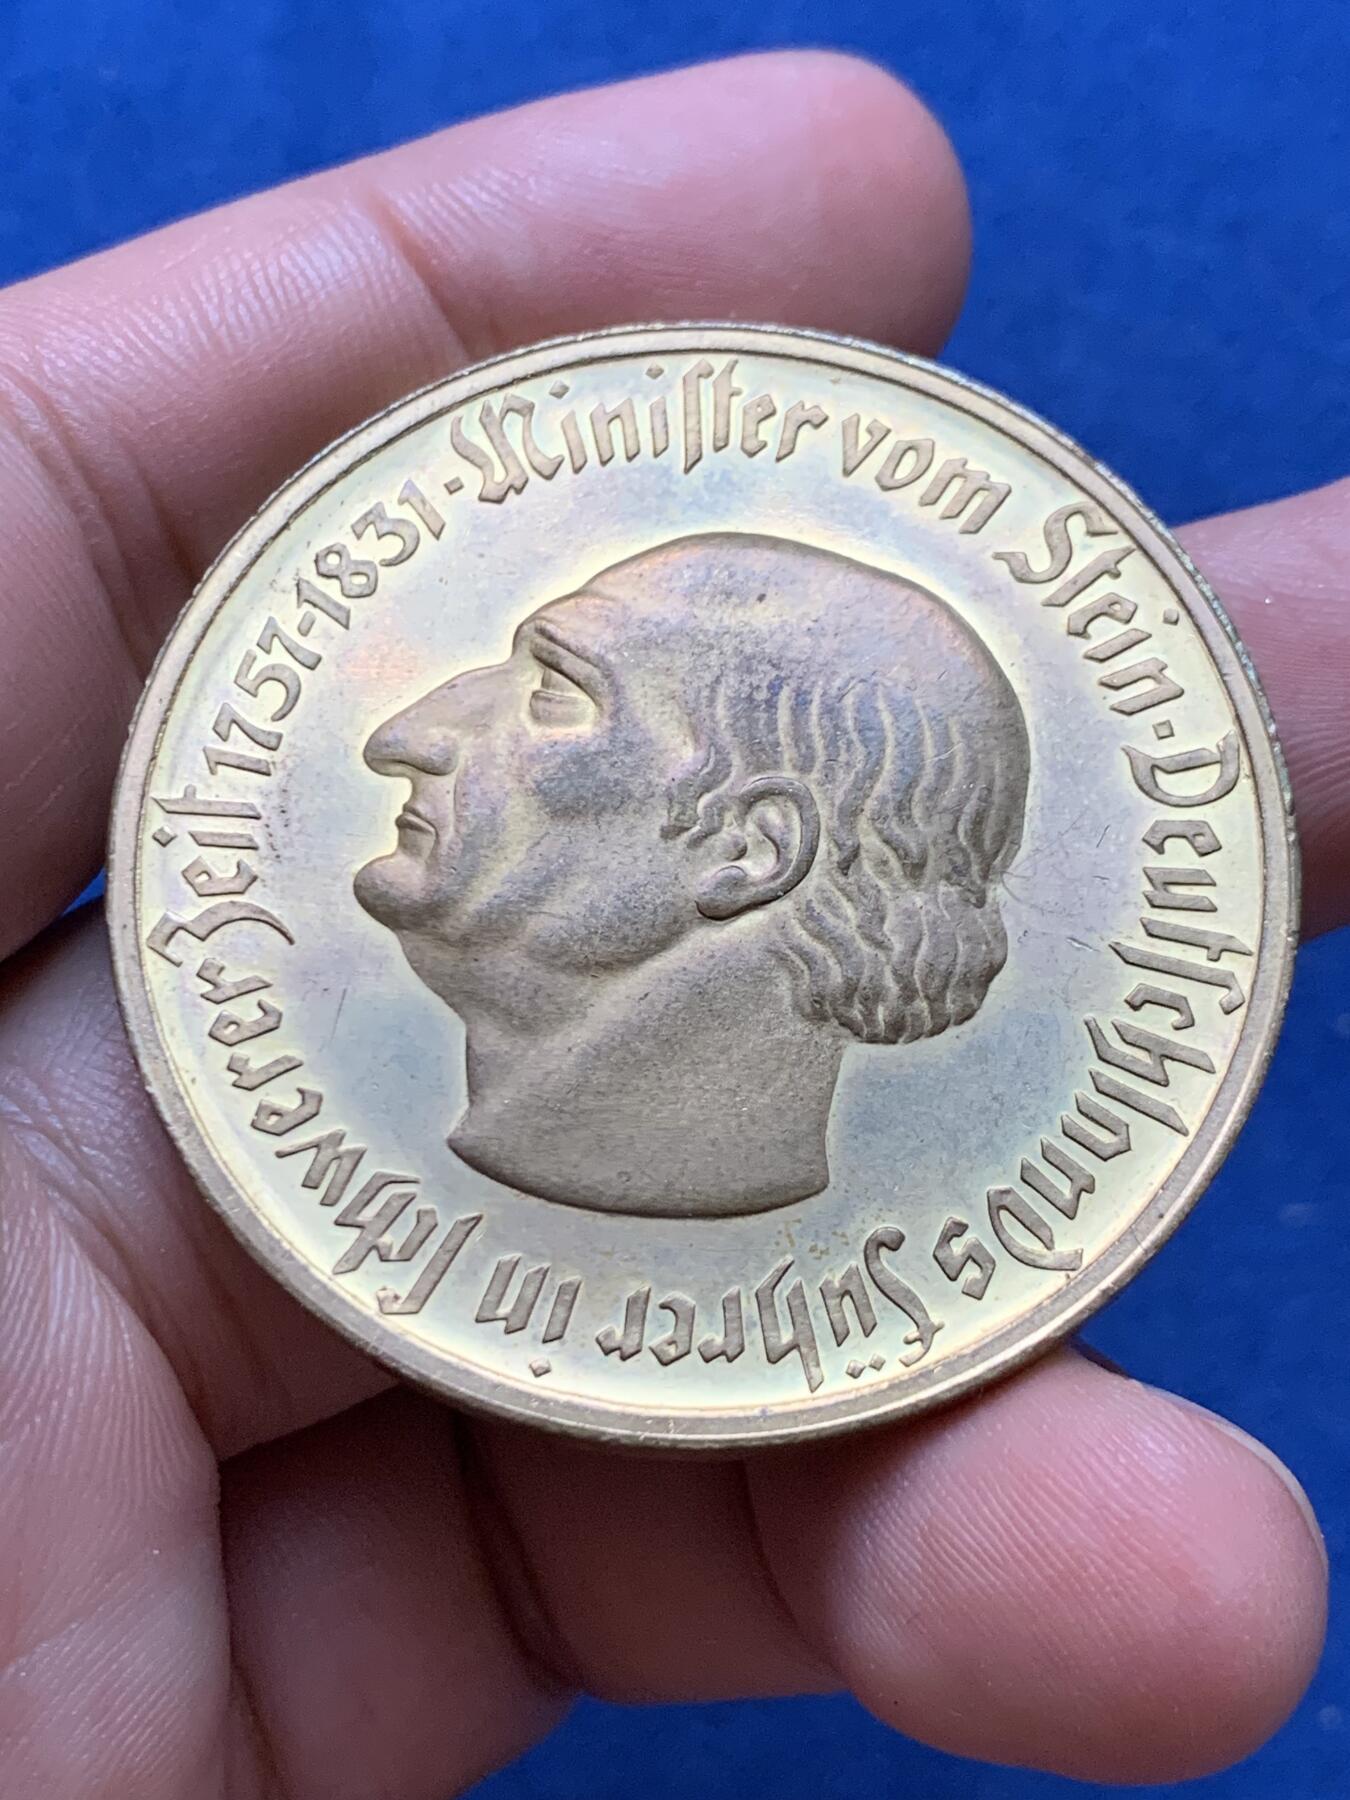 Minister vom Stein · Deutschlands Führer in schwerer Zeit 1757-1831 ·